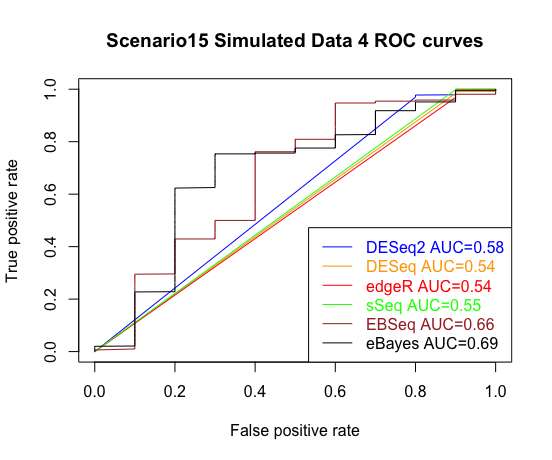 Scenario15 Simulated Data 4 ROC curves
True positive rate
1.0
0.8
0.6
0.4
0.2
0.0
DESeq2 AUC=0.58
DESeq AUC=0.54
edgeR AUC=0.54
sSeq AUC=0.55
EBSeq AUC=0.66
eBayes AUC=0.69
0.0 0.2 0.4 0.6 0.8 1.0
False positive rate